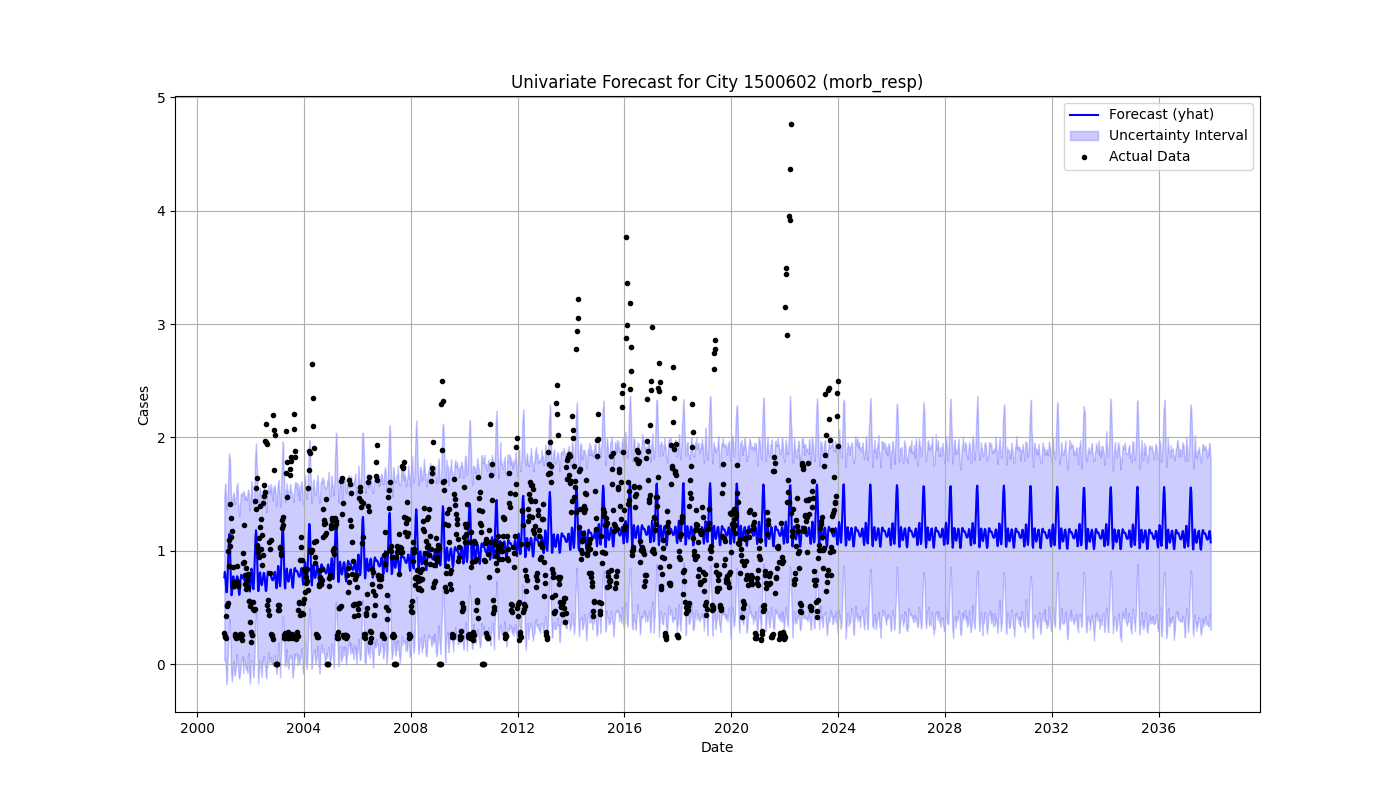 Univariate Forecast for City 1500602 (morb_resp)
Forecast (yhat)
Uncertainty Interval
Actual Data
5
4
3
2
1
0
Cases
2000 2004 2008 2012 2016 2020 2024 2028 2032 2036
Date